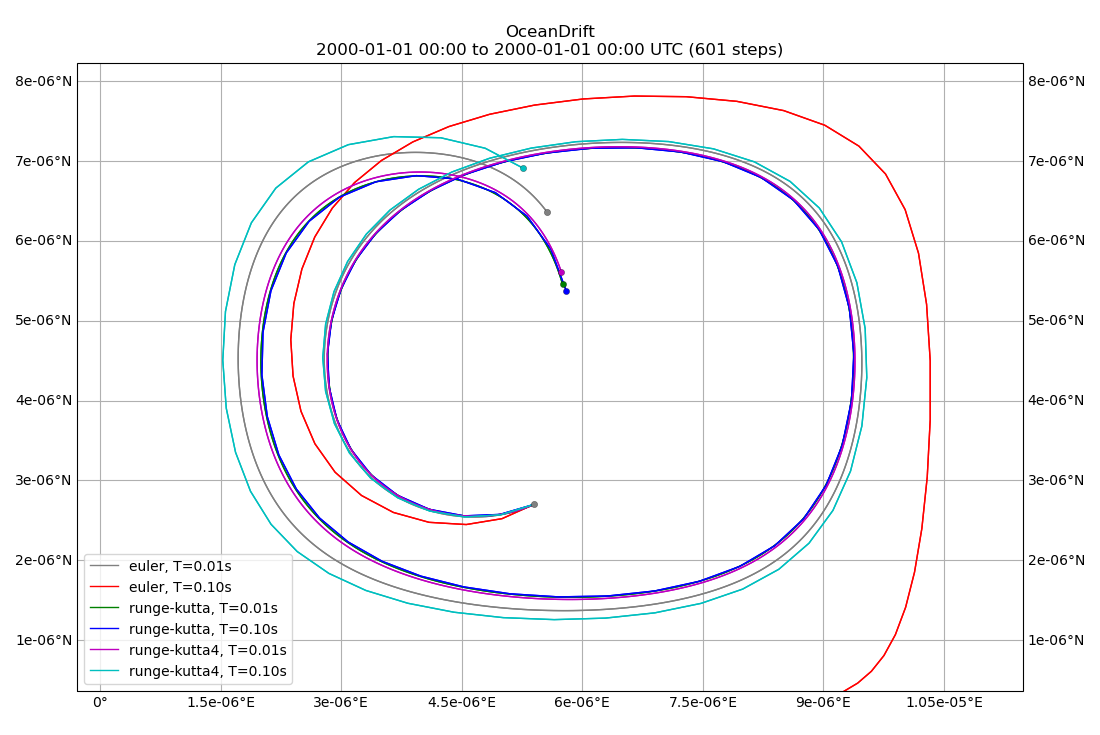 OceanDrift
2000-01-01 00:00 to 2000-01-01 00:00 UTC (601 steps)
8e-06°N
8e-06°N
7e-06°N
7e-06°N
6e-06°N
6e-06°N
5e-06°N
5e-06°N
4e-06°N
4e-06°N
3e-06°N
3e-06°N
2e-06°N
2e-06°N
1e-06°N
1e-06°N
euler, T=0.01s
euler, T=0.10s
runge-kutta, T=0.01s
runge-kutta, T=0.10s
runge-kutta4, T=0.01s
runge-kutta4, T=0.10s
0°
1.5e-06°E
3e-06°E
4.5e-06°E
6e-06°E
7.5e-06°E
9e-06°E
1.05e-05°E